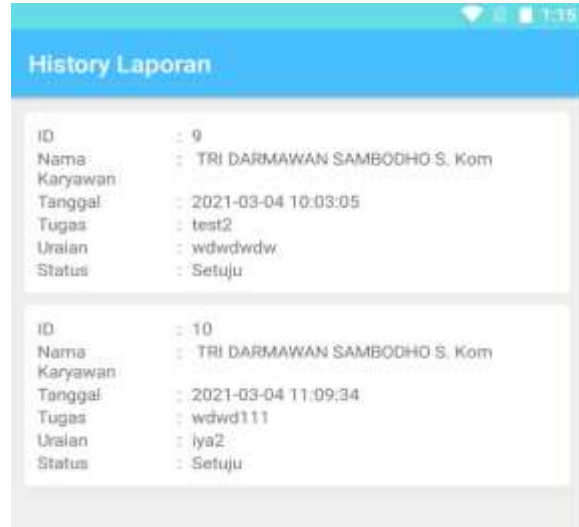 1:15
History Laporan
ID : 9
Nama Karyawan : TRI DARMAWAN SAMBODHO S. Kom
Tanggal : 2021-03-04 10:03:05
Tugas : test2
Uraian : wdwdwdw
Status : Setuju
ID : 10
Nama Karyawan : TRI DARMAWAN SAMBODHO S. Kom
Tanggal : 2021-03-04 11:09:34
Tugas : wdwd111
Uraian : iya2
Status : Setuju